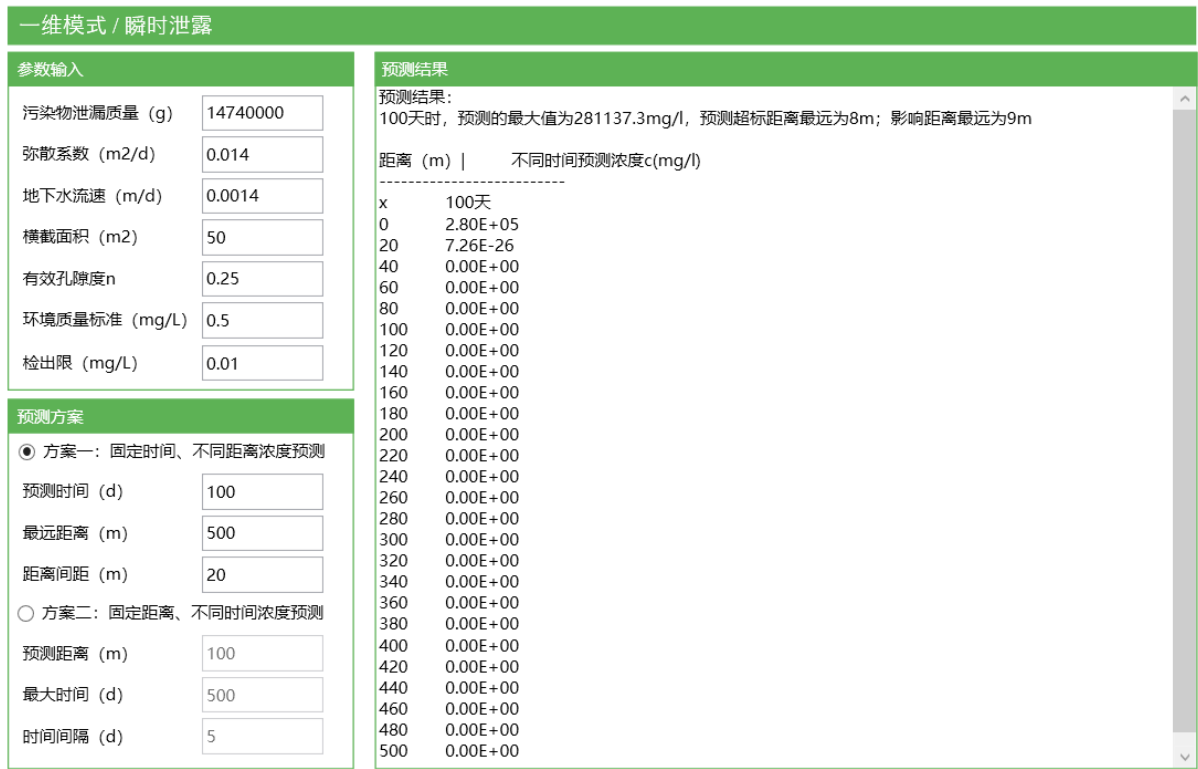 一维模式 / 瞬时泄露
参数输入
污染物泄漏质量（g） 14740000
弥散系数（m2/d） 0.014
地下水流速（m/d） 0.0014
横截面积（m2） 50
有效孔隙度n 0.25
环境质量标准（mg/L） 0.5
检出限（mg/L） 0.01
预测方案
方案一：固定时间、不同距离浓度预测
预测时间（d） 100
最远距离（m） 500
距离间距（m） 20
方案二：固定距离、不同时间浓度预测
预测距离（m） 100
最大时间（d） 500
时间间隔（d） 5
预测结果
预测结果：
100天时，预测的最大值为281137.3mg/l，预测超标距离最远为8m；影响距离最远为9m
距离（m）| 不同时间预测浓度c(mg/l)
--------------------------
x 100天
0 2.80E+05
20 7.26E-26
40 0.00E+00
60 0.00E+00
80 0.00E+00
100 0.00E+00
120 0.00E+00
140 0.00E+00
160 0.00E+00
180 0.00E+00
200 0.00E+00
220 0.00E+00
240 0.00E+00
260 0.00E+00
280 0.00E+00
300 0.00E+00
320 0.00E+00
340 0.00E+00
360 0.00E+00
380 0.00E+00
400 0.00E+00
420 0.00E+00
440 0.00E+00
460 0.00E+00
480 0.00E+00
500 0.00E+00